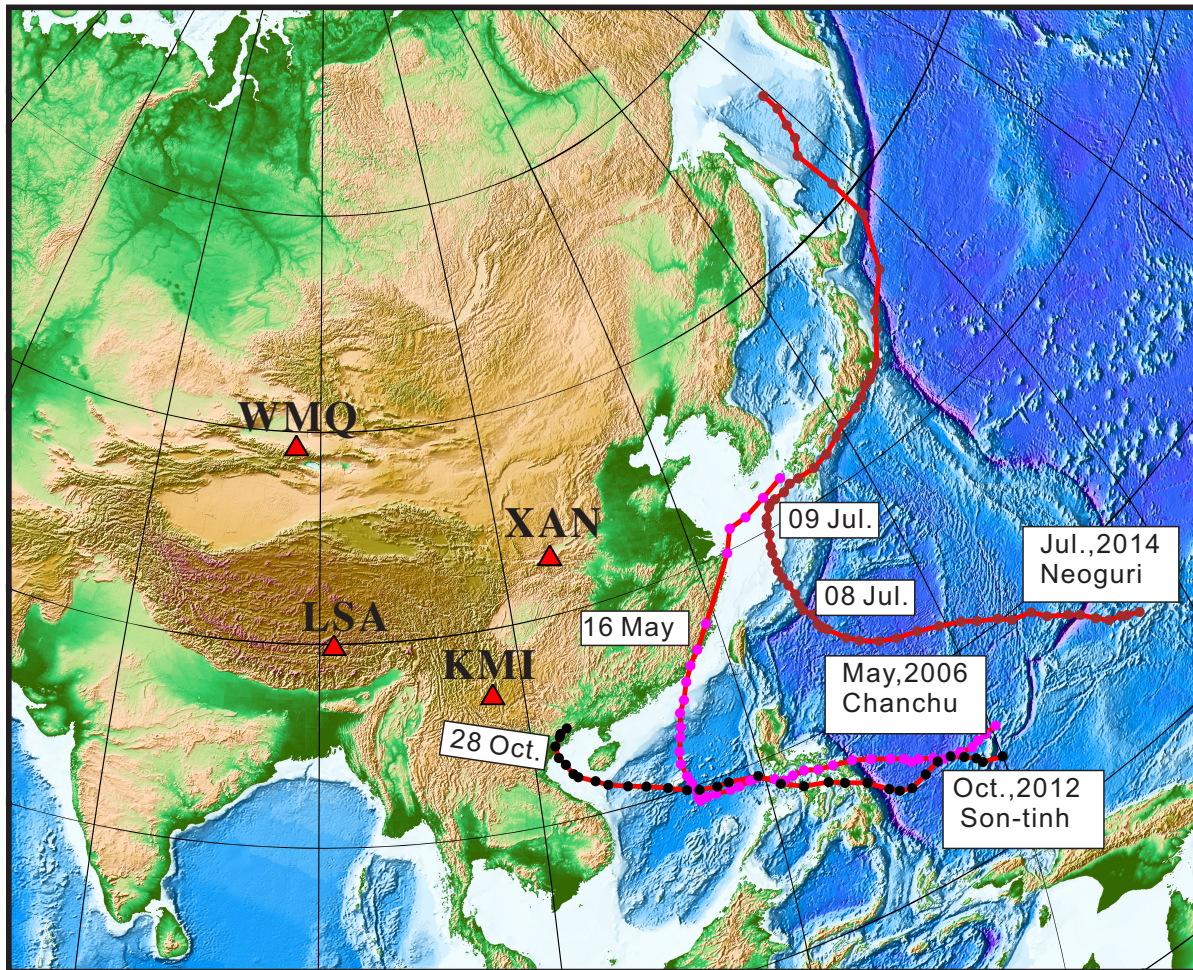 WMQ
XAN
09 Jul.
Jul.,2014
Neoguri
LSA
08 Jul.
16 May
KMI
May,2006
Chanchu
28 Oct.
Oct.,2012
Son-tinh